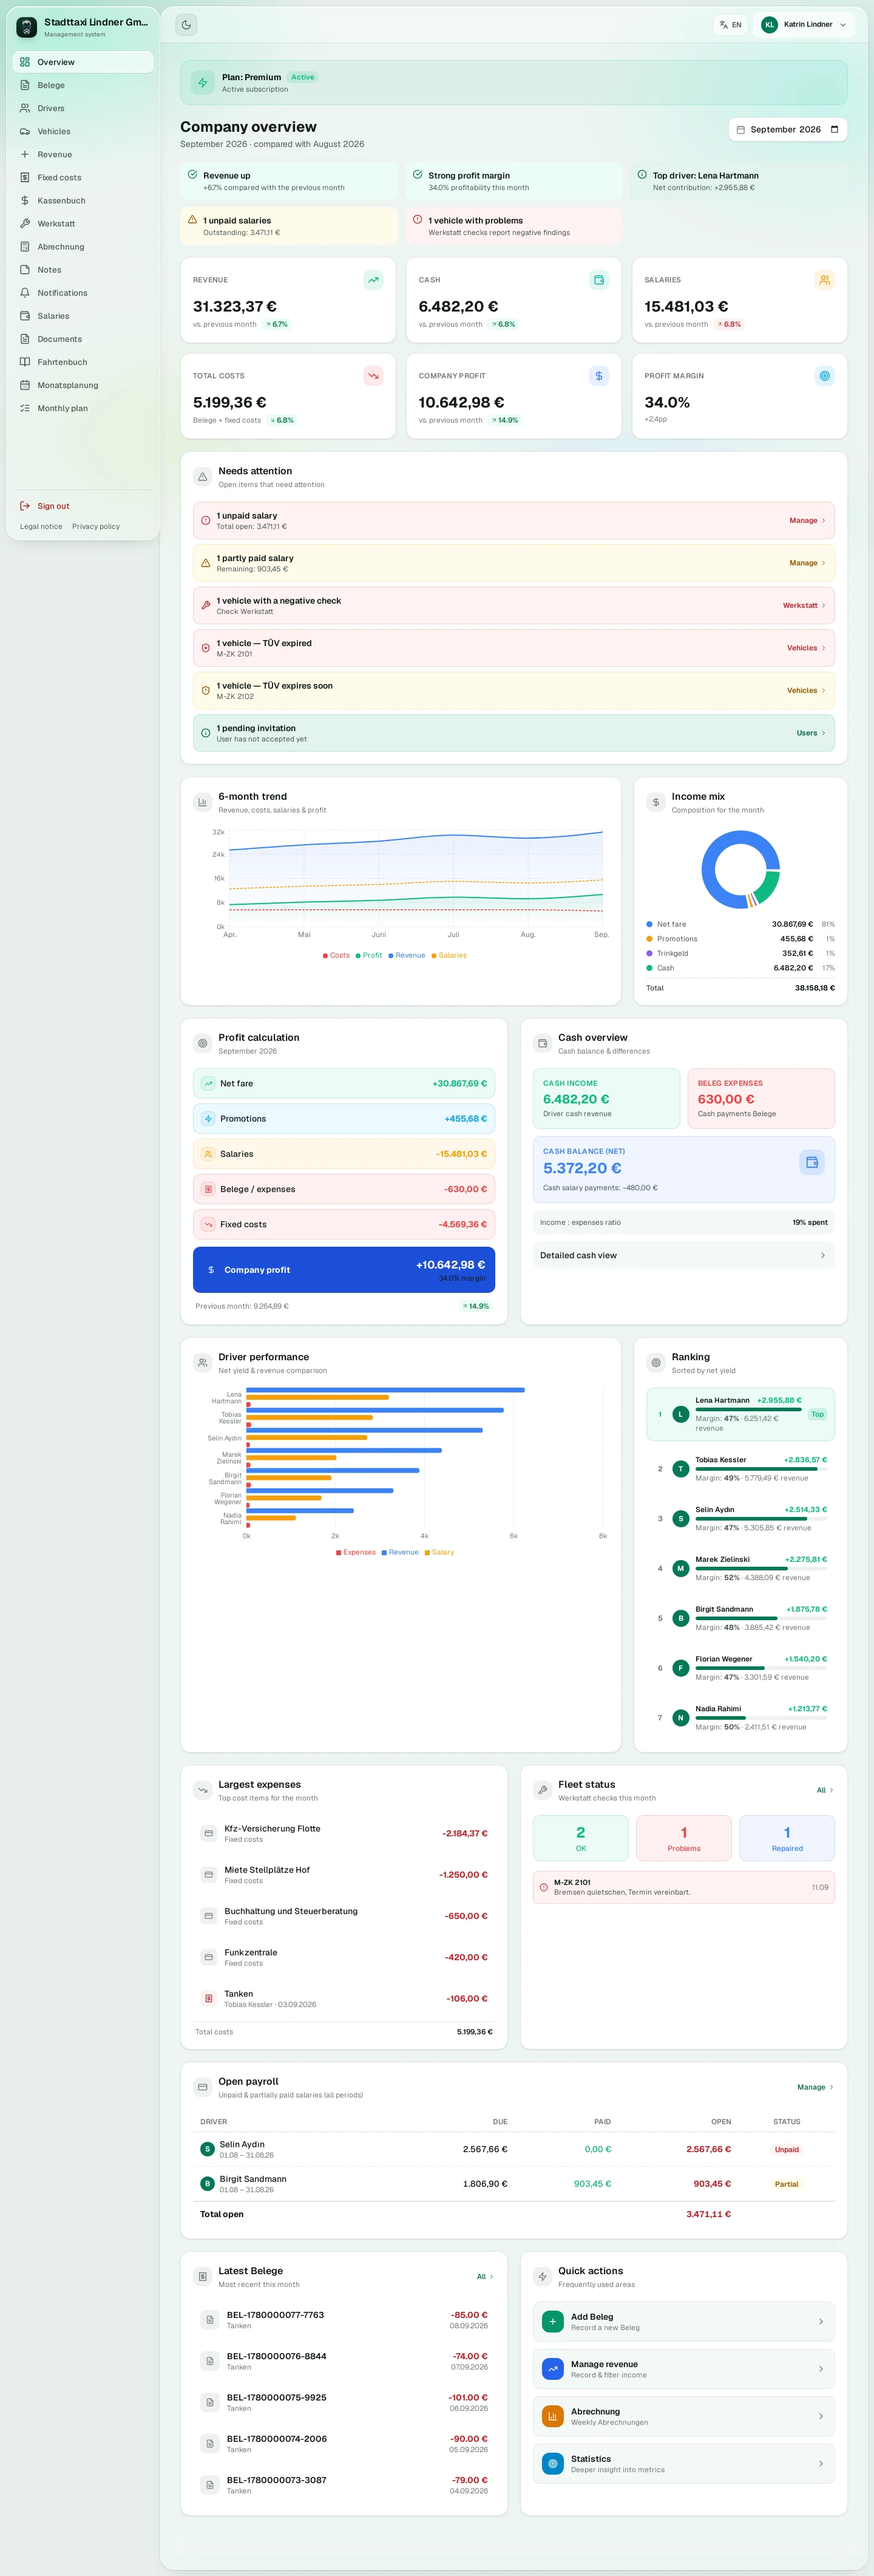 Stadttaxi Lindner Gm...
Management system
Overview
Belege
Drivers
Vehicles
Revenue
Fixed costs
Kassenbuch
Werkstatt
Abrechnung
Notes
Notifications
Salaries
Documents
Fahrtenbuch
Monatsplanung
Monthly plan
Sign out
Legal notice Privacy policy
EN
KL Katrin Lindner
Plan: Premium Active
Active subscription
Company overview
September 2026 · compared with August 2026
September 2026
Revenue up
+6.7% compared with the previous month
Strong profit margin
34.0% profitability this month
Top driver: Lena Hartmann
Net contribution: +2.955,88 €
1 unpaid salaries
Outstanding: 3.471,11 €
1 vehicle with problems
Werkstatt checks report negative findings
REVENUE
31.323,37 €
vs. previous month 6.7%
CASH
6.482,20 €
vs. previous month 6.8%
SALARIES
15.481,03 €
vs. previous month 6.8%
TOTAL COSTS
5.199,36 €
Belege + fixed costs 6.8%
COMPANY PROFIT
10.642,98 €
vs. previous month 14.9%
PROFIT MARGIN
34.0%
+2.4pp
Needs attention
Open items that need attention
1 unpaid salary
Total open: 3.471,11 €
Manage
1 partly paid salary
Remaining: 903,45 €
Manage
1 vehicle with a negative check
Check Werkstatt
Werkstatt
1 vehicle — TÜV expired
M-ZK 2101
Vehicles
1 vehicle — TÜV expires soon
M-ZK 2102
Vehicles
1 pending invitation
User has not accepted yet
Users
6-month trend
Revenue, costs, salaries & profit
32k
24k
16k
8k
0k
Apr. Mai Juni Juli Aug. Sep.
Costs Profit Revenue Salaries
Income mix
Composition for the month
Net fare 30.867,69 € 81%
Promotions 455,68 € 1%
Trinkgeld 352,61 € 1%
Cash 6.482,20 € 17%
Total 38.158,18 €
Profit calculation
September 2026
Net fare +30.867,69 €
Promotions +455,68 €
Salaries -15.481,03 €
Belege / expenses -630,00 €
Fixed costs -4.569,36 €
Company profit +10.642,98 €
34.0% margin
Previous month: 9.264,89 € 14.9%
Cash overview
Cash balance & differences
CASH INCOME
6.482,20 €
Driver cash revenue
BELEG EXPENSES
630,00 €
Cash payments Belege
CASH BALANCE (NET)
5.372,20 €
Cash salary payments: −480,00 €
Income : expenses ratio 19% spent
Detailed cash view
Driver performance
Net yield & revenue comparison
Lena
Hartmann
Tobias
Kessler
Selin Aydın
Marek
Zielinski
Birgit
Sandmann
Florian
Wegener
Nadia
Rahimi
0k 2k 4k 6k 8k
Expenses Revenue Salary
Ranking
Sorted by net yield
1 L Lena Hartmann +2.955,88 €
Margin: 47% · 6.251,42 €
revenue
Top
2 T Tobias Kessler +2.836,57 €
Margin: 49% · 5.779,49 € revenue
3 S Selin Aydın +2.514,33 €
Margin: 47% · 5.305,85 € revenue
4 M Marek Zielinski +2.275,81 €
Margin: 52% · 4.388,09 € revenue
5 B Birgit Sandmann +1.875,78 €
Margin: 48% · 3.885,42 € revenue
6 F Florian Wegener +1.540,20 €
Margin: 47% · 3.301,59 € revenue
7 N Nadia Rahimi +1.213,77 €
Margin: 50% · 2.411,51 € revenue
Largest expenses
Top cost items for the month
Kfz-Versicherung Flotte
Fixed costs
-2.184,37 €
Miete Stellplätze Hof
Fixed costs
-1.250,00 €
Buchhaltung und Steuerberatung
Fixed costs
-650,00 €
Funkzentrale
Fixed costs
-420,00 €
Tanken
Tobias Kessler · 03.09.2026
-106,00 €
Total costs 5.199,36 €
Fleet status
Werkstatt checks this month
All
2
OK
1
Problems
1
Repaired
M-ZK 2101
Bremsen quietschen, Termin vereinbart.
11.09
Open payroll
Unpaid & partially paid salaries (all periods)
Manage
DRIVER DUE PAID OPEN STATUS
S Selin Aydın
01.08 – 31.08.26
2.567,66 € 0,00 € 2.567,66 € Unpaid
B Birgit Sandmann
01.08 – 31.08.26
1.806,90 € 903,45 € 903,45 € Partial
Total open 3.471,11 €
Latest Belege
Most recent this month
All
BEL-1780000077-7763
Tanken
-85.00 €
08.09.2026
BEL-1780000076-8844
Tanken
-74.00 €
07.09.2026
BEL-1780000075-9925
Tanken
-101.00 €
06.09.2026
BEL-1780000074-2006
Tanken
-90.00 €
05.09.2026
BEL-1780000073-3087
Tanken
-79.00 €
04.09.2026
Quick actions
Frequently used areas
Add Beleg
Record a new Beleg
Manage revenue
Record & filter income
Abrechnung
Weekly Abrechnungen
Statistics
Deeper insight into metrics